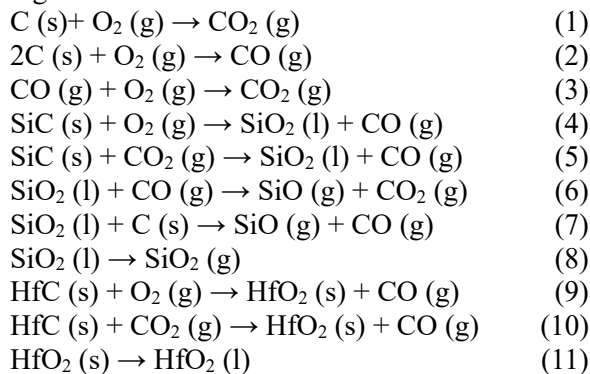 C (s)+ O₂ (g) → CO₂ (g) (1)
2C (s) + O₂ (g) → CO (g) (2)
CO (g) + O₂ (g) → CO₂ (g) (3)
SiC (s) + O₂ (g) → SiO₂ (l) + CO (g) (4)
SiC (s) + CO₂ (g) → SiO₂ (l) + CO (g) (5)
SiO₂ (l) + CO (g) → SiO (g) + CO₂ (g) (6)
SiO₂ (l) + C (s) → SiO (g) + CO (g) (7)
SiO₂ (l) → SiO₂ (g) (8)
HfC (s) + O₂ (g) → HfO₂ (s) + CO (g) (9)
HfC (s) + CO₂ (g) → HfO₂ (s) + CO (g) (10)
HfO₂ (s) → HfO₂ (l) (11)